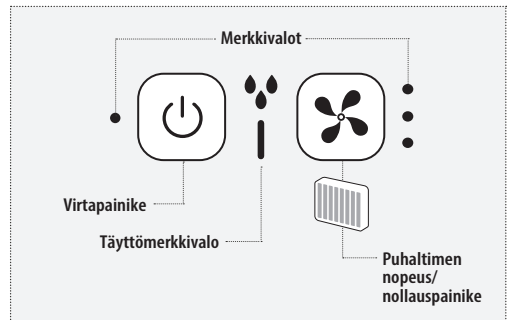 Merkkivalot
Virtapainike
Täyttömerkkivalo
Puhaltimen
nopeus/
nollauspainike